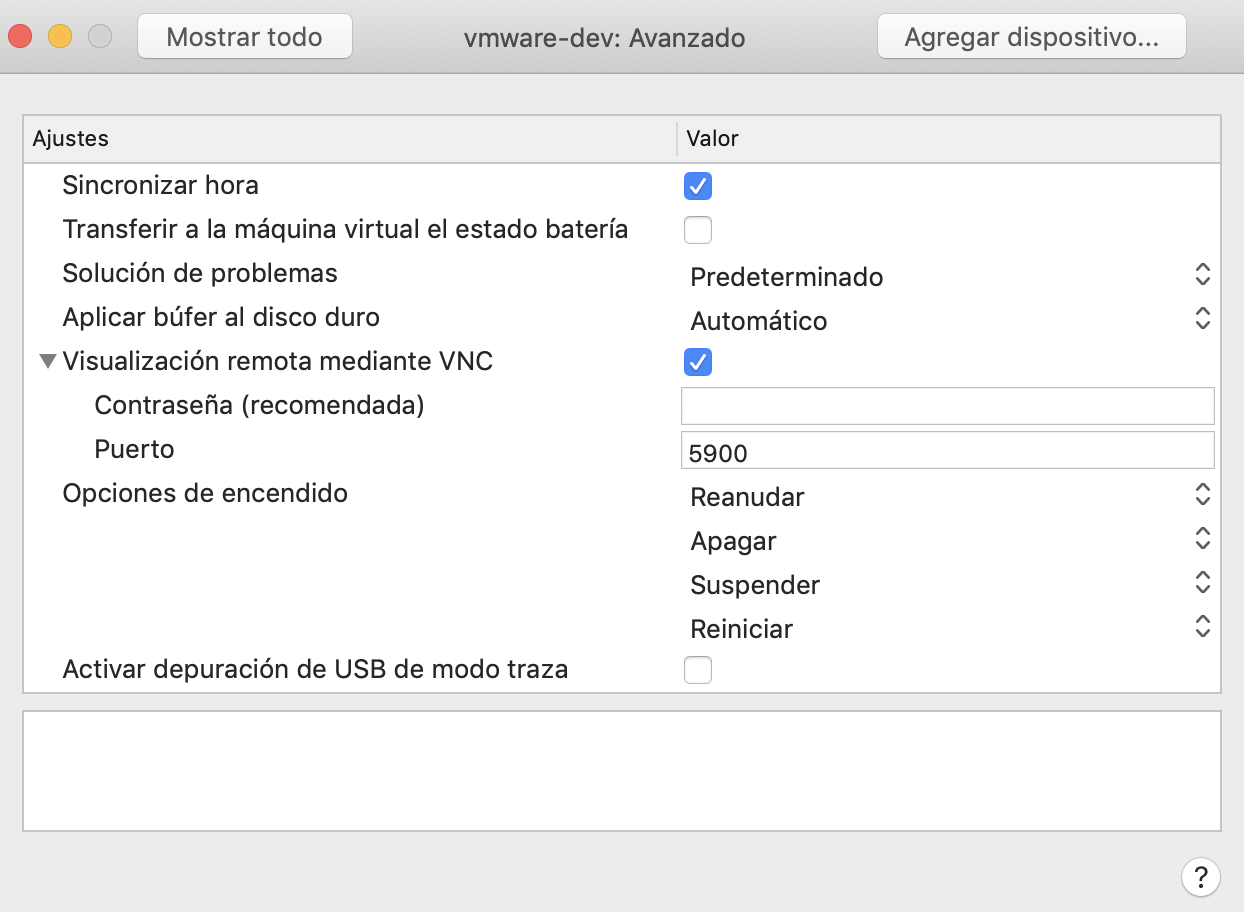 Mostrar todo
vmware-dev: Avanzado
Agregar dispositivo...
Ajustes Valor
Sincronizar hora
Transferir a la máquina virtual el estado batería
Solución de problemas Predeterminado
Aplicar búfer al disco duro Automático
Visualización remota mediante VNC
Contraseña (recomendada)
Puerto 5900
Opciones de encendido Reanudar
Apagar
Suspender
Reiniciar
Activar depuración de USB de modo traza
?